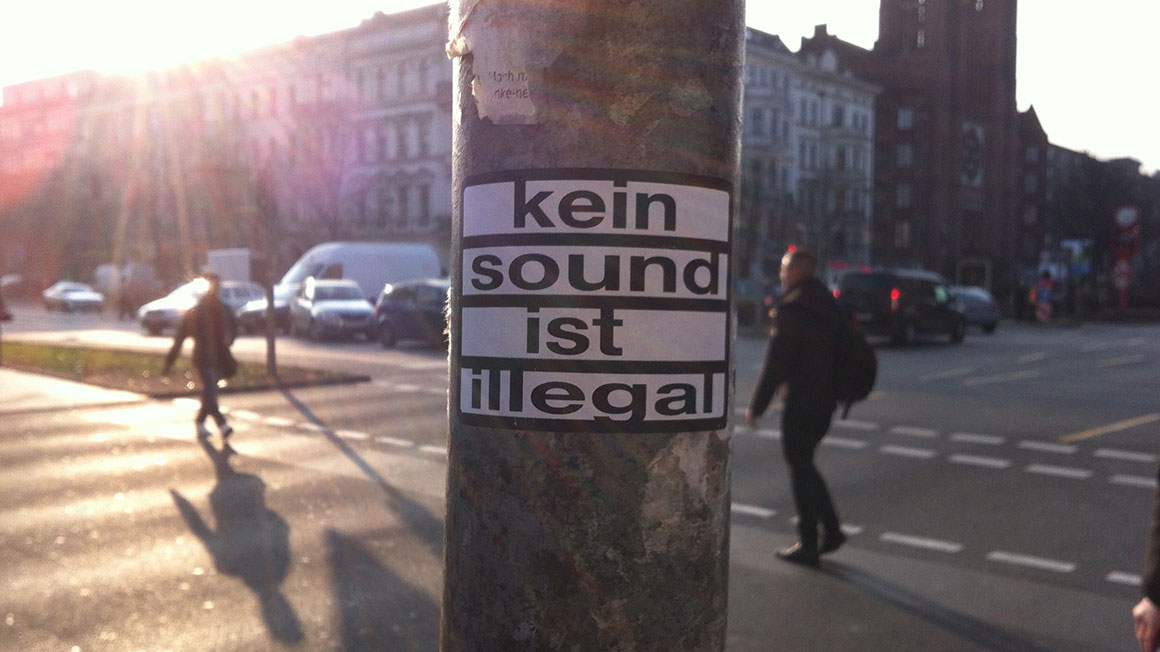 kein
sound
ist
illegal